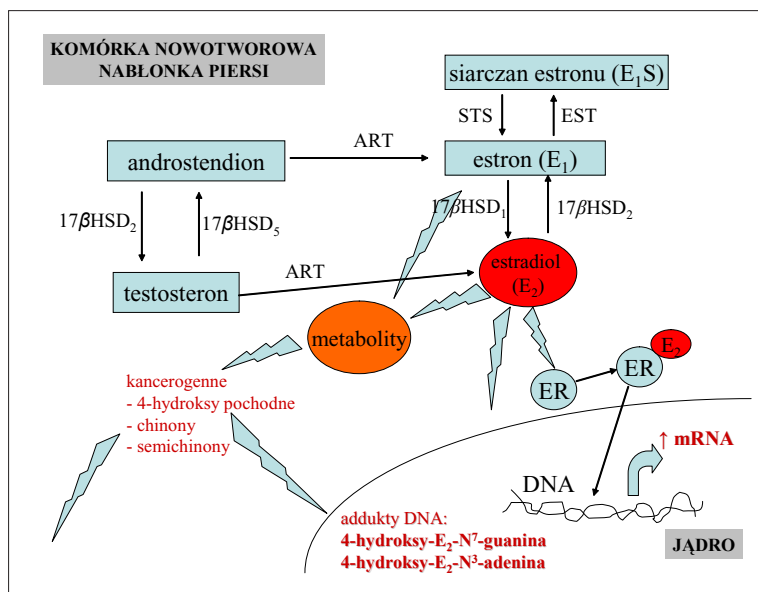 KOMÓRKA NOWOTWOROWA
NABŁONKA PIERSI
siarczan estronu (E₁S)
STS
EST
ART
androstendion
estron (E₁)
17βHSD₂
17βHSD₅
17βHSD₁
17βHSD₂
ART
testosteron
estradiol
(E₂)
metabolity
ER
ER
E₂
kancerogenne
- 4-hydroksy pochodne
- chinony
- semichinony
↑ mRNA
DNA
addukty DNA:
4-hydroksy-E₂-N⁷-guanina
4-hydroksy-E₂-N³-adenina
JĄDRO